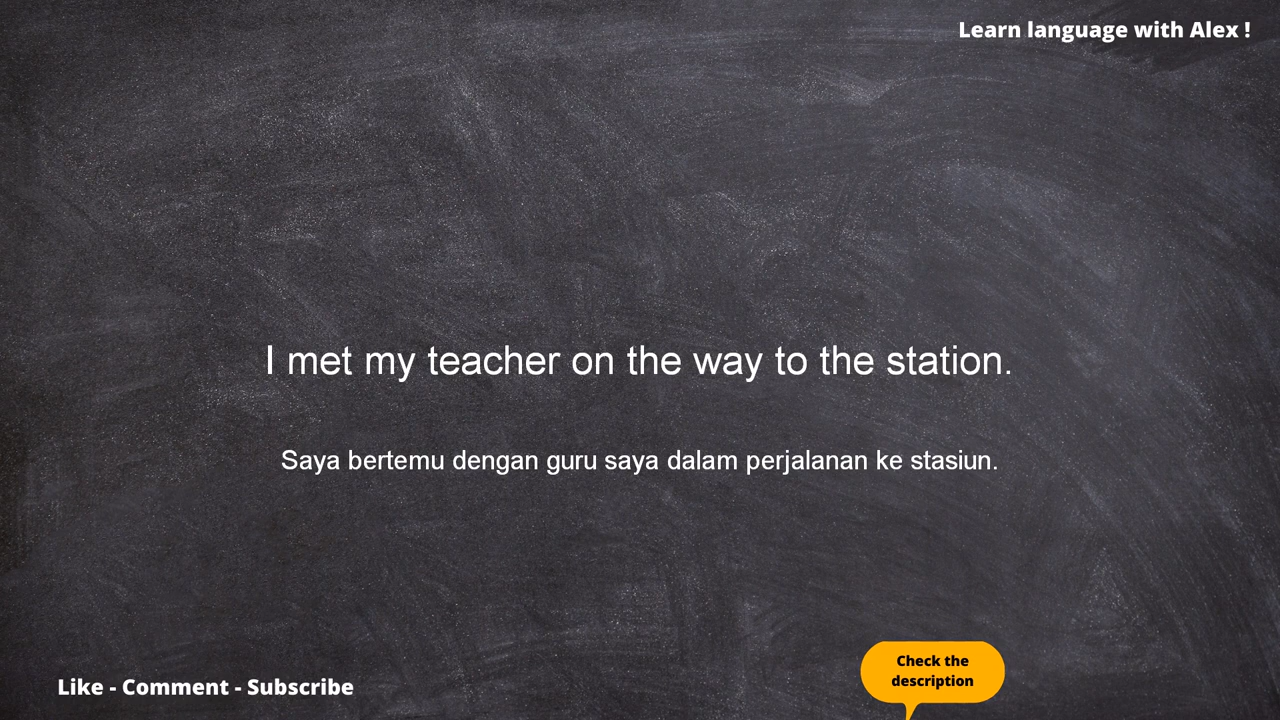 Learn language with Alex !
I met my teacher on the way to the station.
Saya bertemu dengan guru saya dalam perjalanan ke stasiun.
Check the
description
Like - Comment - Subscribe